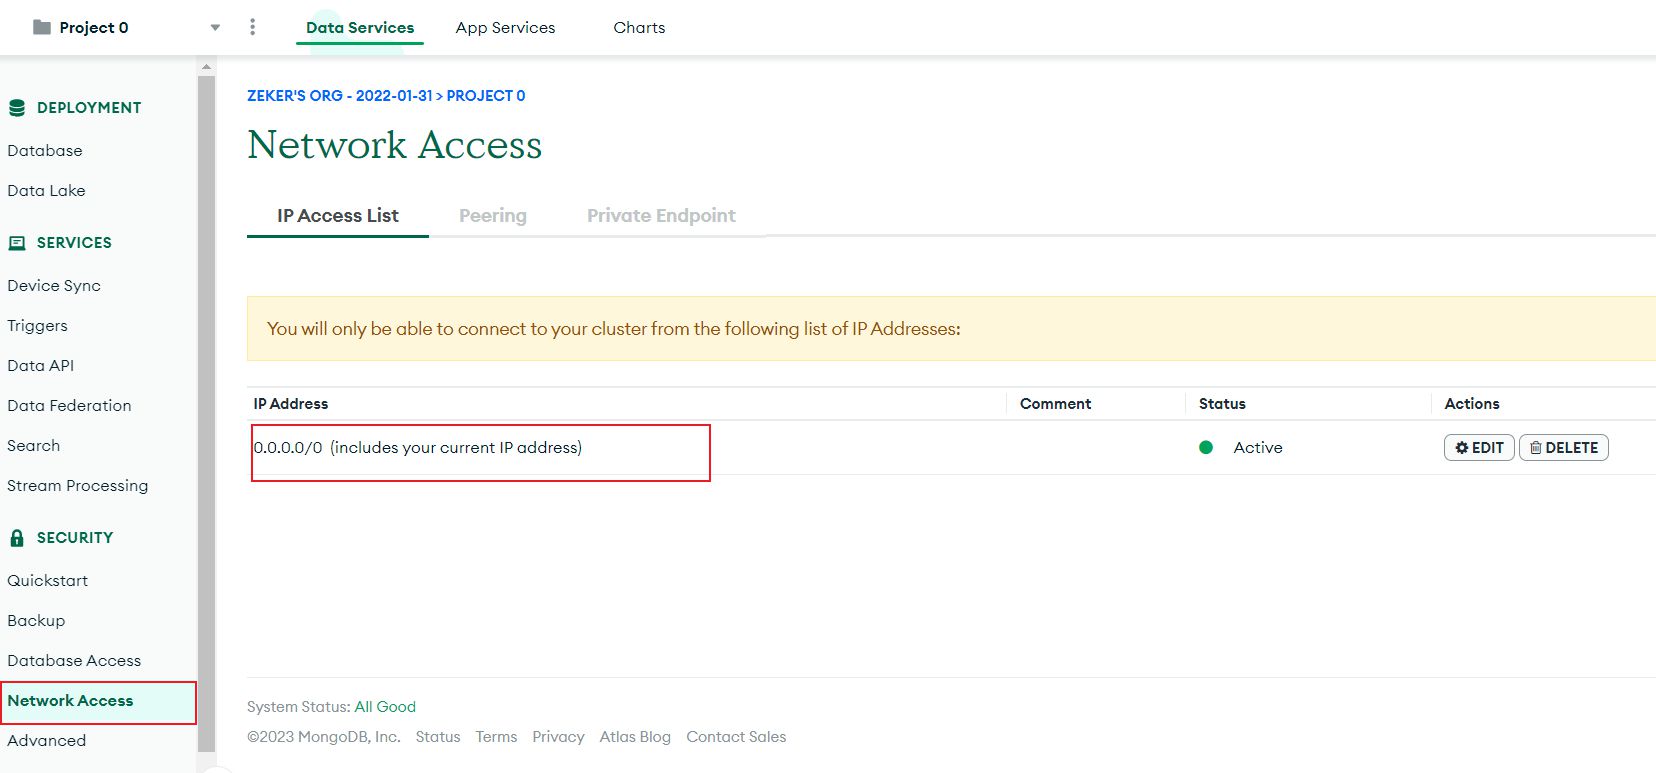 Project 0
Data Services
App Services
Charts
DEPLOYMENT
Database
Data Lake
SERVICES
Device Sync
Triggers
Data API
Data Federation
Search
Stream Processing
SECURITY
Quickstart
Backup
Database Access
Network Access
Advanced
ZEKER'S ORG - 2022-01-31 > PROJECT 0
Network Access
IP Access List
Peering
Private Endpoint
You will only be able to connect to your cluster from the following list of IP Addresses:
IP Address
Comment
Status
Actions
0.0.0.0/0 (includes your current IP address)
Active
EDIT
DELETE
System Status: All Good
©2023 MongoDB, Inc.
Status
Terms
Privacy
Atlas Blog
Contact Sales